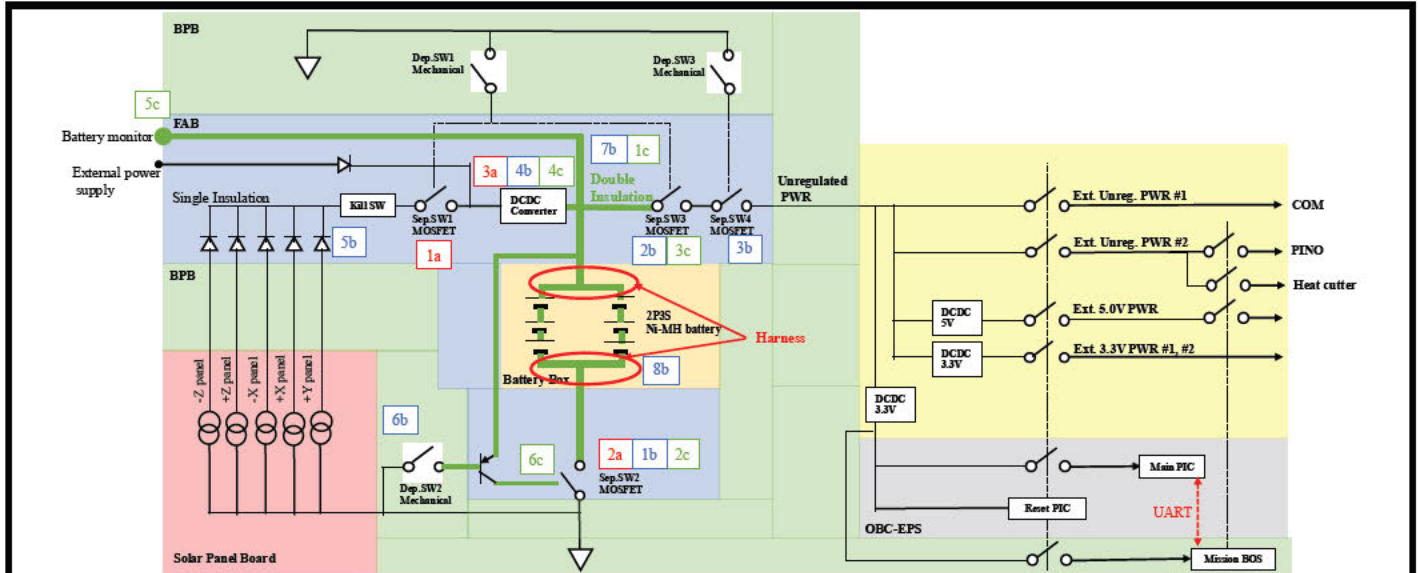 BPB
Dep.SW1
Mechanical
Dep.SW3
Mechanical
5c
Battery monitor
FAB
External power
supply
7b
1c
3a
4b
4c
Double
Insulation
Unregulated
PWR
Single Insulation
Kill SW
DCDC
Converter
Sep.SW1
MOSFET
Sep.SW3
MOSFET
Sep.SW4
MOSFET
5b
1a
2b
3c
3b
Ext. Unreg. PWR #1
COM
Ext. Unreg. PWR #2
PINO
Heat cutter
DCDC
5V
Ext. 5.0V PWR
DCDC
3.3V
Ext. 3.3V PWR #1, #2
DCDC
3.3V
BPB
2P3S
Ni-MH battery
Harness
Battery Box
8b
-Z panel
+Z panel
-X panel
+X panel
+Y panel
6b
6c
2a
1b
2c
Dep.SW2
Mechanical
Sep.SW2
MOSFET
Main PIC
Reset PIC
UART
OBC-EPS
Mission BOS
Solar Panel Board